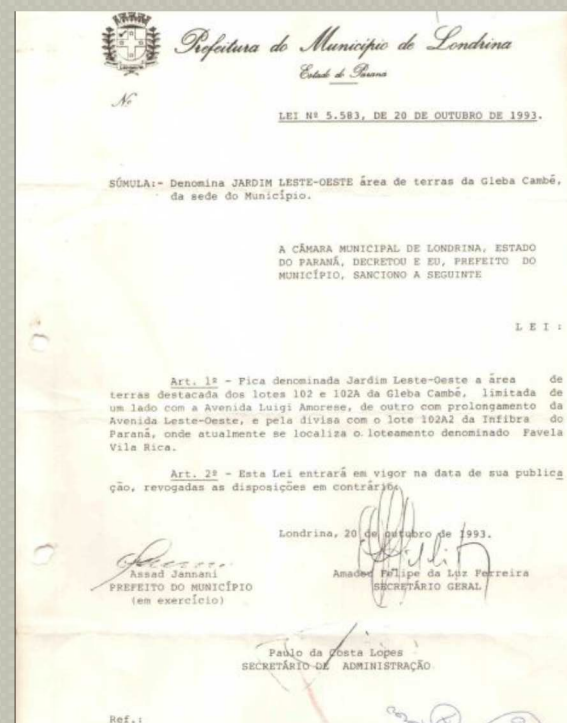 Prefeitura do Município de Londrina
Estado do Paraná
Nº
LEI Nº 5.583, DE 20 DE OUTUBRO DE 1993.
SÚMULA:- Denomina JARDIM LESTE-OESTE área de terras da Gleba Cambé,
da sede do Município.
A CÂMARA MUNICIPAL DE LONDRINA, ESTADO
DO PARANÁ, DECRETOU E EU, PREFEITO DO
MUNICÍPIO, SANCIONO A SEGUINTE
L E I :
Art. 1º - Fica denominada Jardim Leste-Oeste a área de
terras destacada dos lotes 102 e 102A da Gleba Cambé, limitada de
um lado com a Avenida Luigi Amorese, de outro com prolongamento da
Avenida Leste-Oeste, e pela divisa com o lote 102A2 da Infibra do
Paraná, onde atualmente se localiza o loteamento denominado Favela
Vila Rica.
Art. 2º - Esta Lei entrará em vigor na data de sua publica
ção, revogadas as disposições em contrário.
Londrina, 20 de outubro de 1993.
Assad Jannani
PREFEITO DO MUNICÍPIO
(em exercício)
Amadeo Felipe da Luz Ferreira
SECRETÁRIO GERAL
Paulo da Costa Lopes
SECRETÁRIO DE ADMINISTRAÇÃO
Ref.: